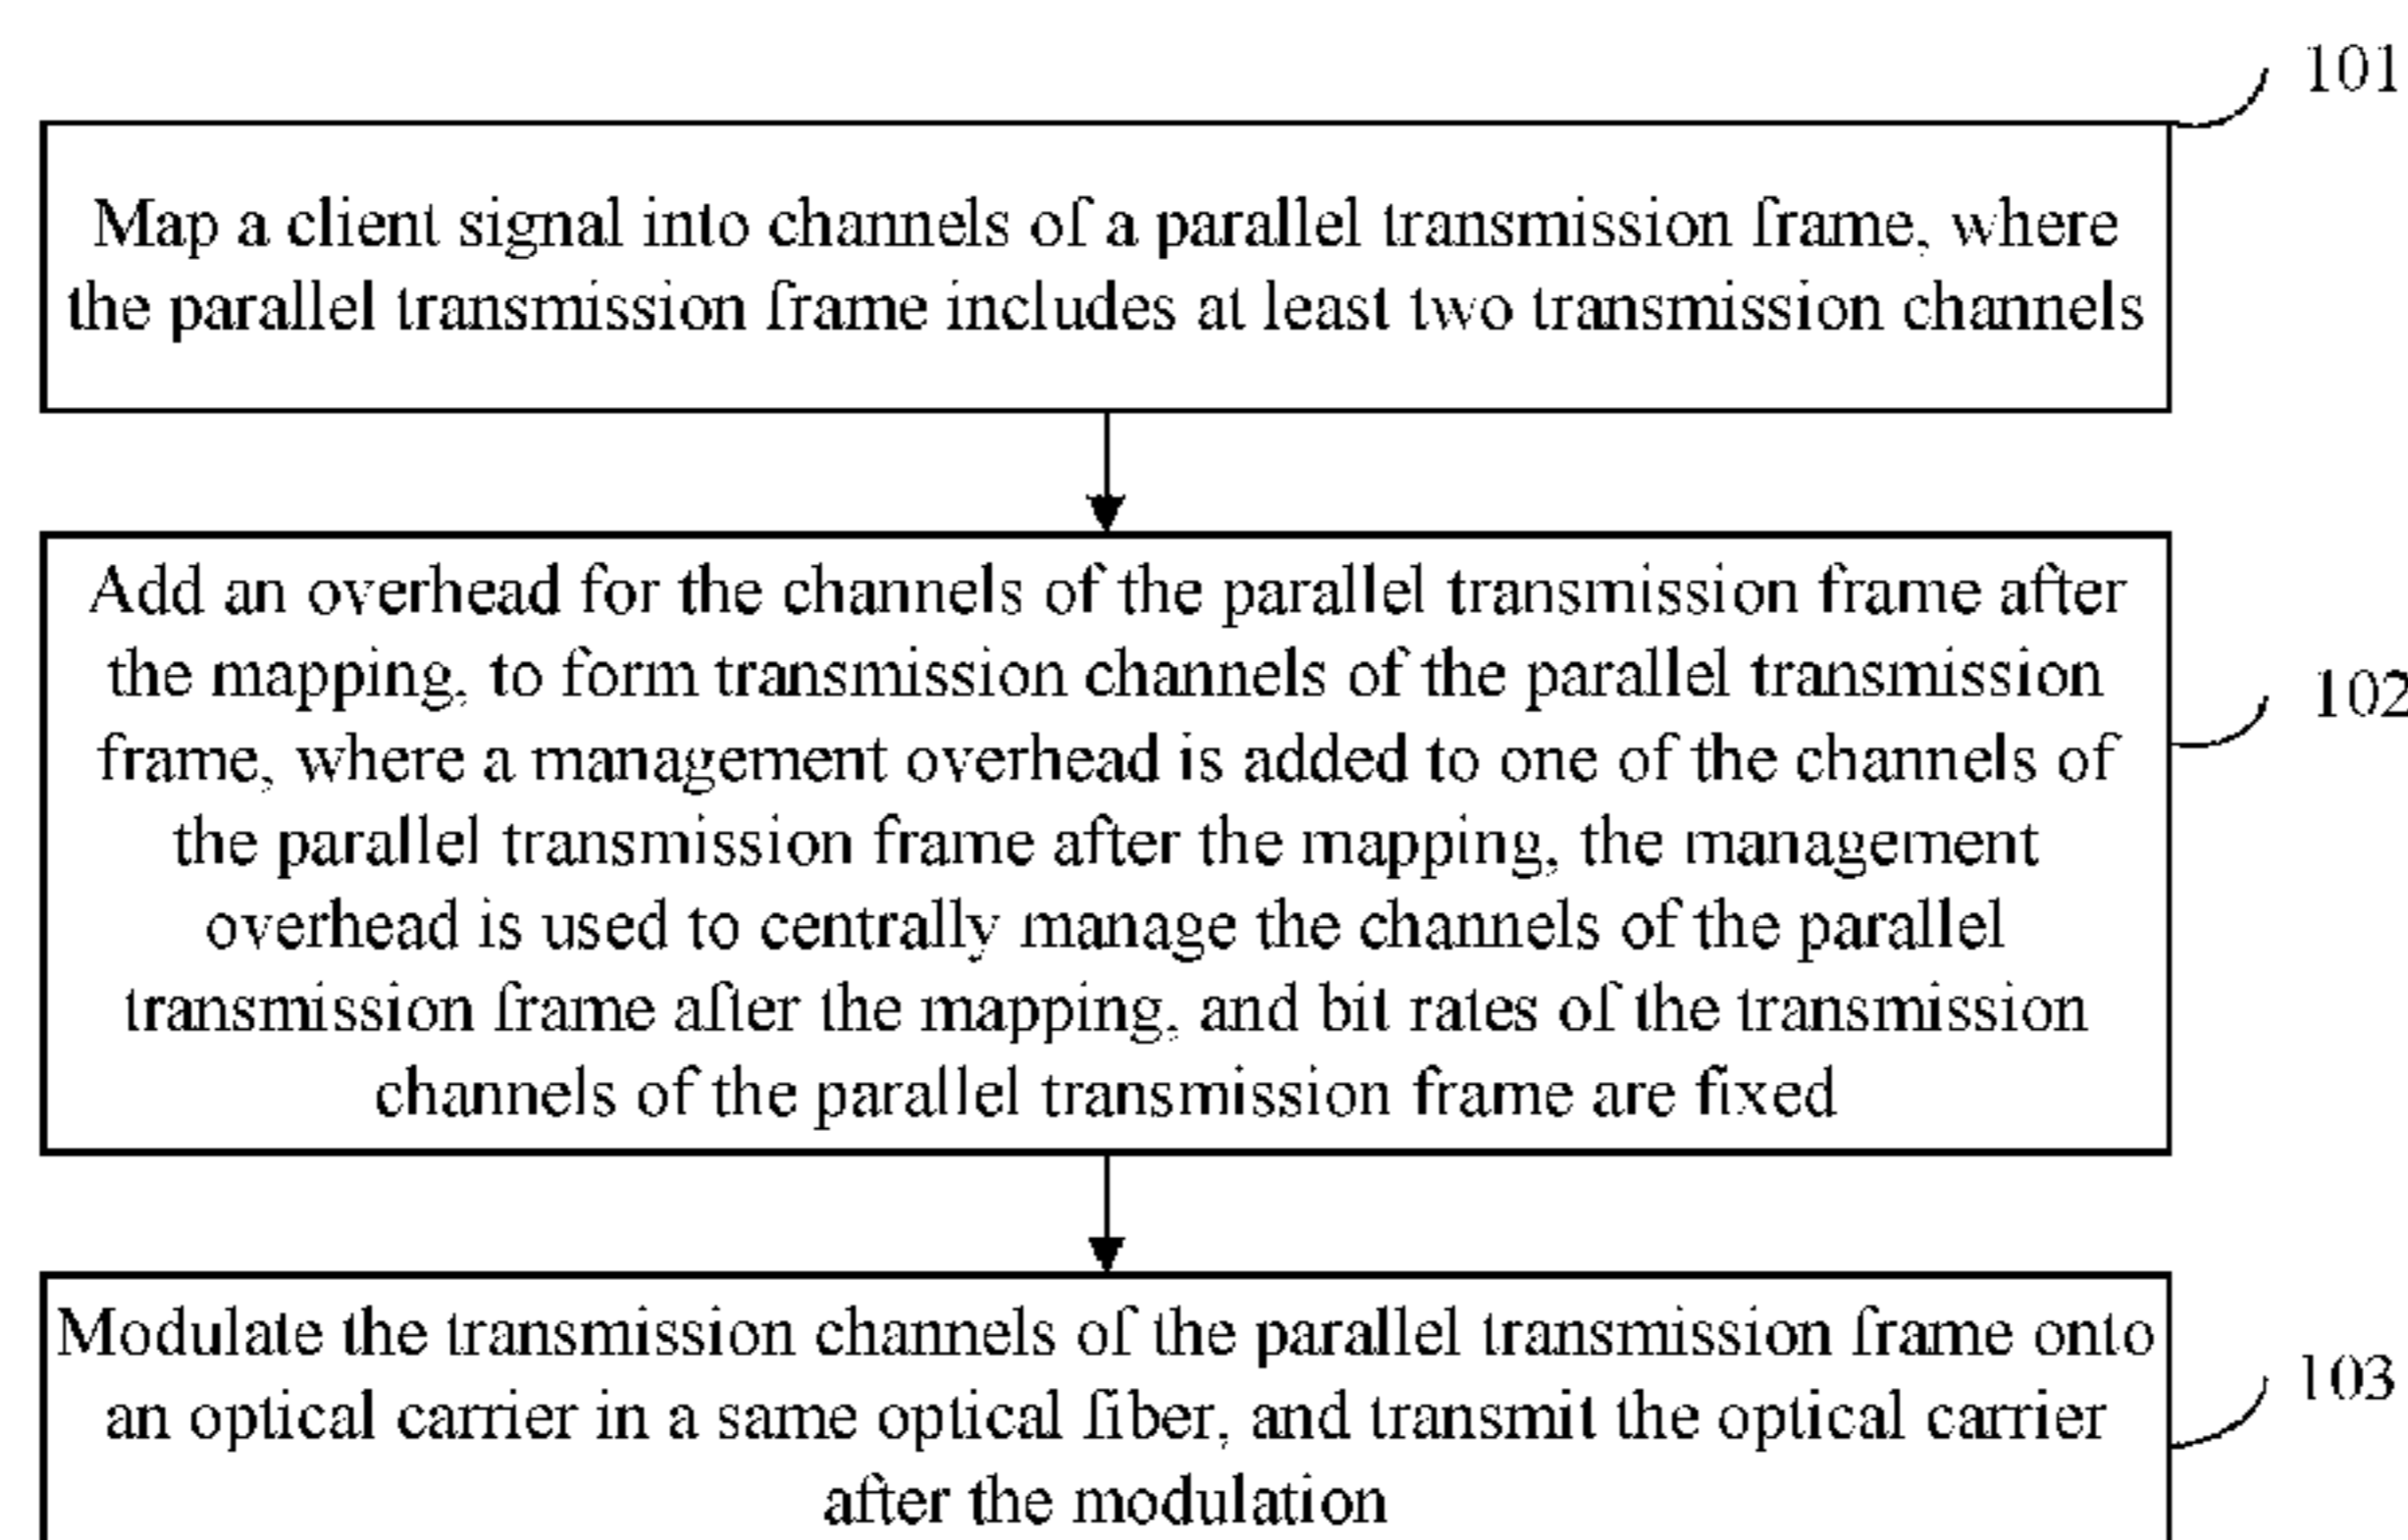 101
Map a client signal into channels of a parallel transmission frame, where
the parallel transmission frame includes at least two transmission channels
Add an overhead for the channels of the parallel transmission frame after
the mapping, to form transmission channels of the parallel transmission
frame, where a management overhead is added to one of the channels of
the parallel transmission frame after the mapping, the management
overhead is used to centrally manage the channels of the parallel
transmission frame after the mapping, and bit rates of the transmission
channels of the parallel transmission frame are fixed
102
Modulate the transmission channels of the parallel transmission frame onto
an optical carrier in a same optical fiber, and transmit the optical carrier
after the modulation
103